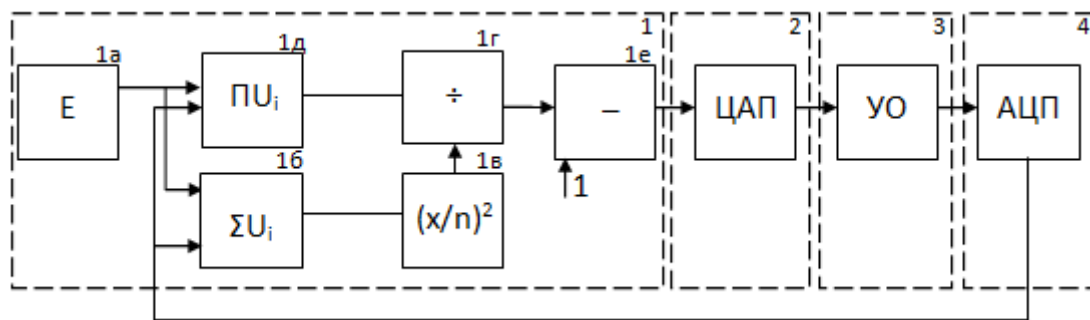 1 2 3 4
1а 1д 1г 1е
E ПUᵢ ÷ – ЦАП УО АЦП
1б 1в
1
ΣUᵢ (x/n)²